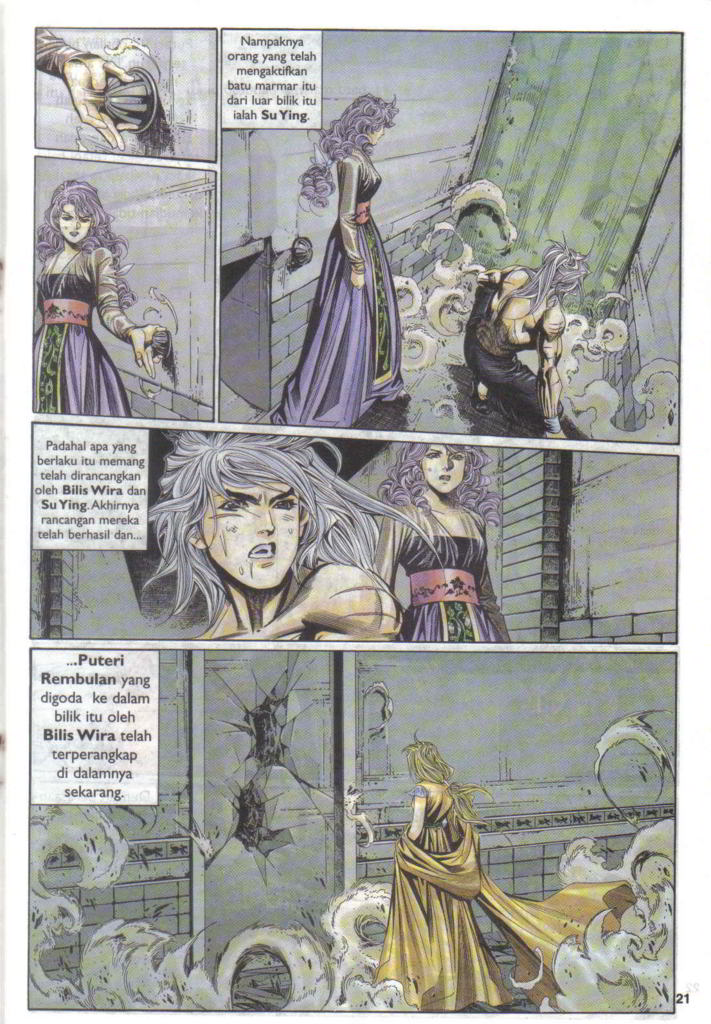 Nampaknya
orang yang telah
mengaktifkan
batu marmar itu
dari luar bilik itu
ialah Su Ying.
Padahal apa yang
berlaku itu memang
telah dirancangkan
oleh Bilis Wira dan
Su Ying. Akhirnya
rancangan mereka
telah berhasil dan...
...Puteri
Rembulan yang
digoda ke dalam
bilik itu oleh
Bilis Wira telah
terperangkap
di dalamnya
sekarang.
21